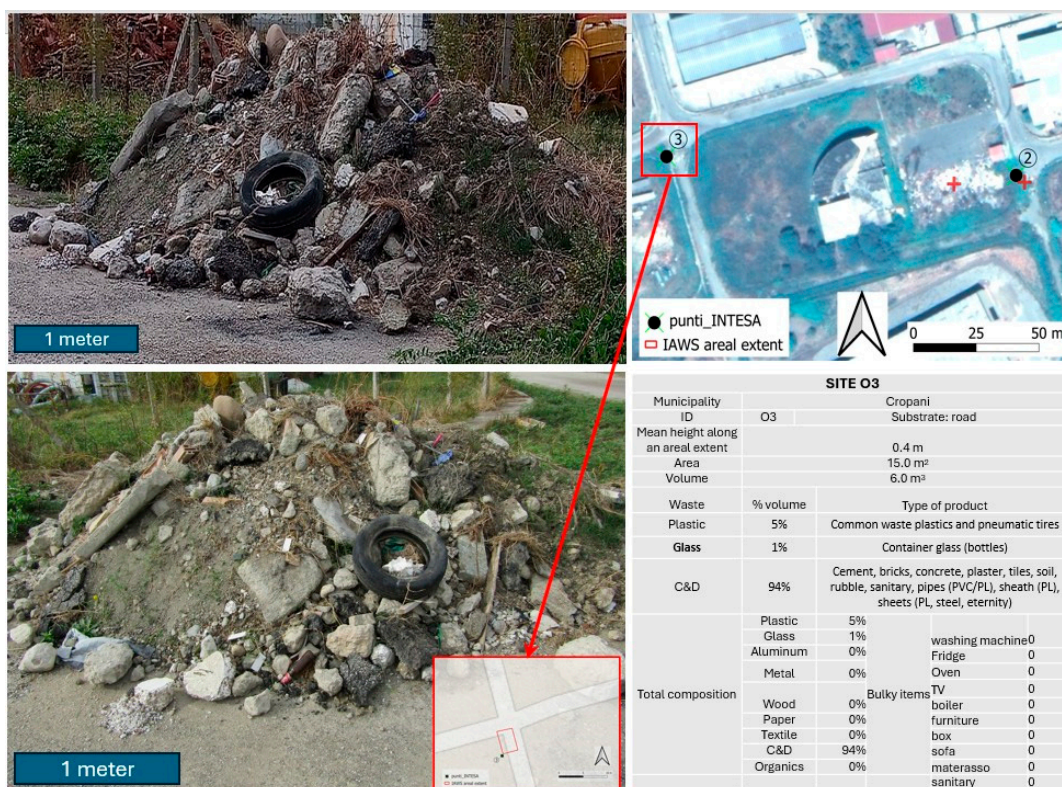 1 meter
③
②
punti_INTESA
IAWS areal extent
0 25 50 m
1 meter
punti_INTESA
IAWS areal extent
SITE O3
Municipality Cropani
ID O3 Substrate: road
Mean height along
an areal extent 0.4 m
Area 15.0 m²
Volume 6.0 m³
Waste % volume Type of product
Plastic 5% Common waste plastics and pneumatic tires
Glass 1% Container glass (bottles)
C&D 94% Cement, bricks, concrete, plaster, tiles, soil,
rubble, sanitary, pipes (PVC/PL), sheath (PL),
sheets (PL, steel, eternity)
Total composition
Plastic 5%
Glass 1%
Aluminum 0%
Metal 0%
Wood 0%
Paper 0%
Textile 0%
C&D 94%
Organics 0%
Bulky items
washing machine 0
Fridge 0
Oven 0
TV 0
boiler 0
furniture 0
box 0
sofa 0
materasso 0
sanitary 0